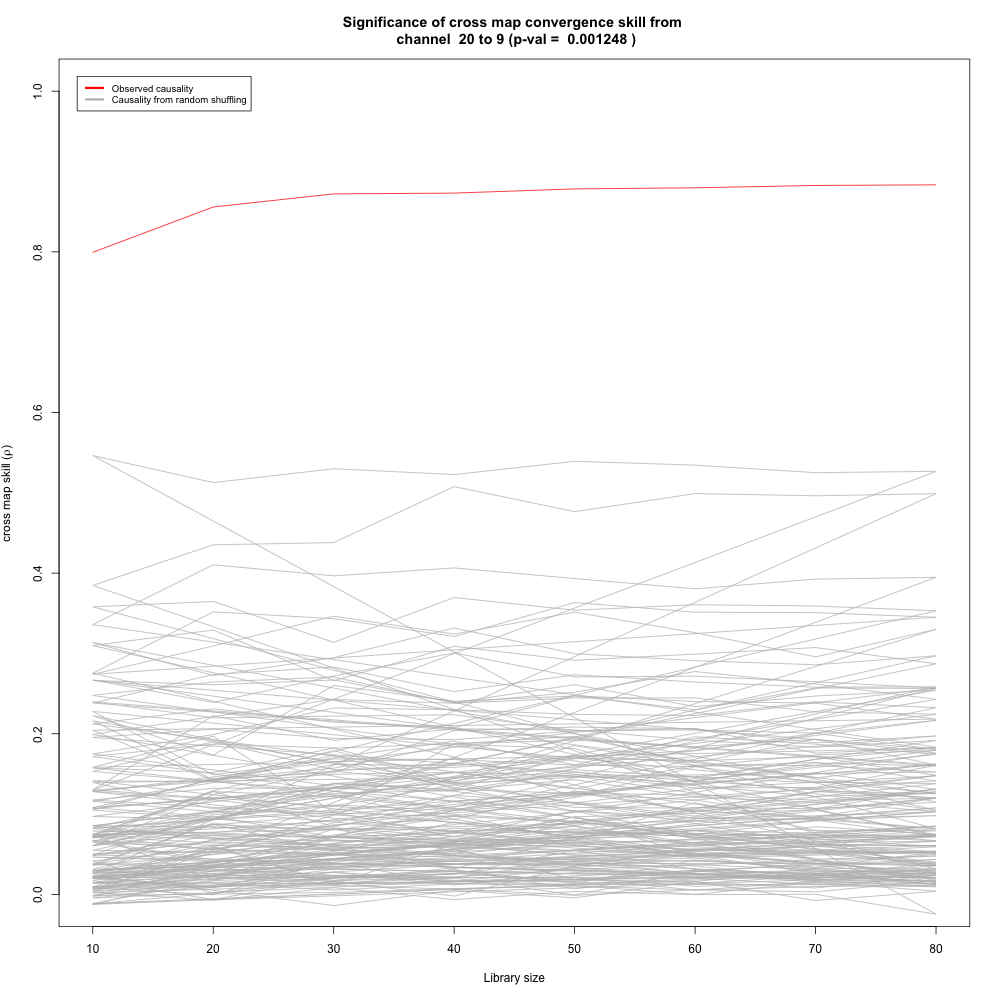 Significance of cross map convergence skill from
channel  20 to 9 (p-val =  0.001248 )
Observed causality
Causality from random shuffling
cross map skill (ρ)
1.0
0.8
0.6
0.4
0.2
0.0
10 20 30 40 50 60 70 80
Library size